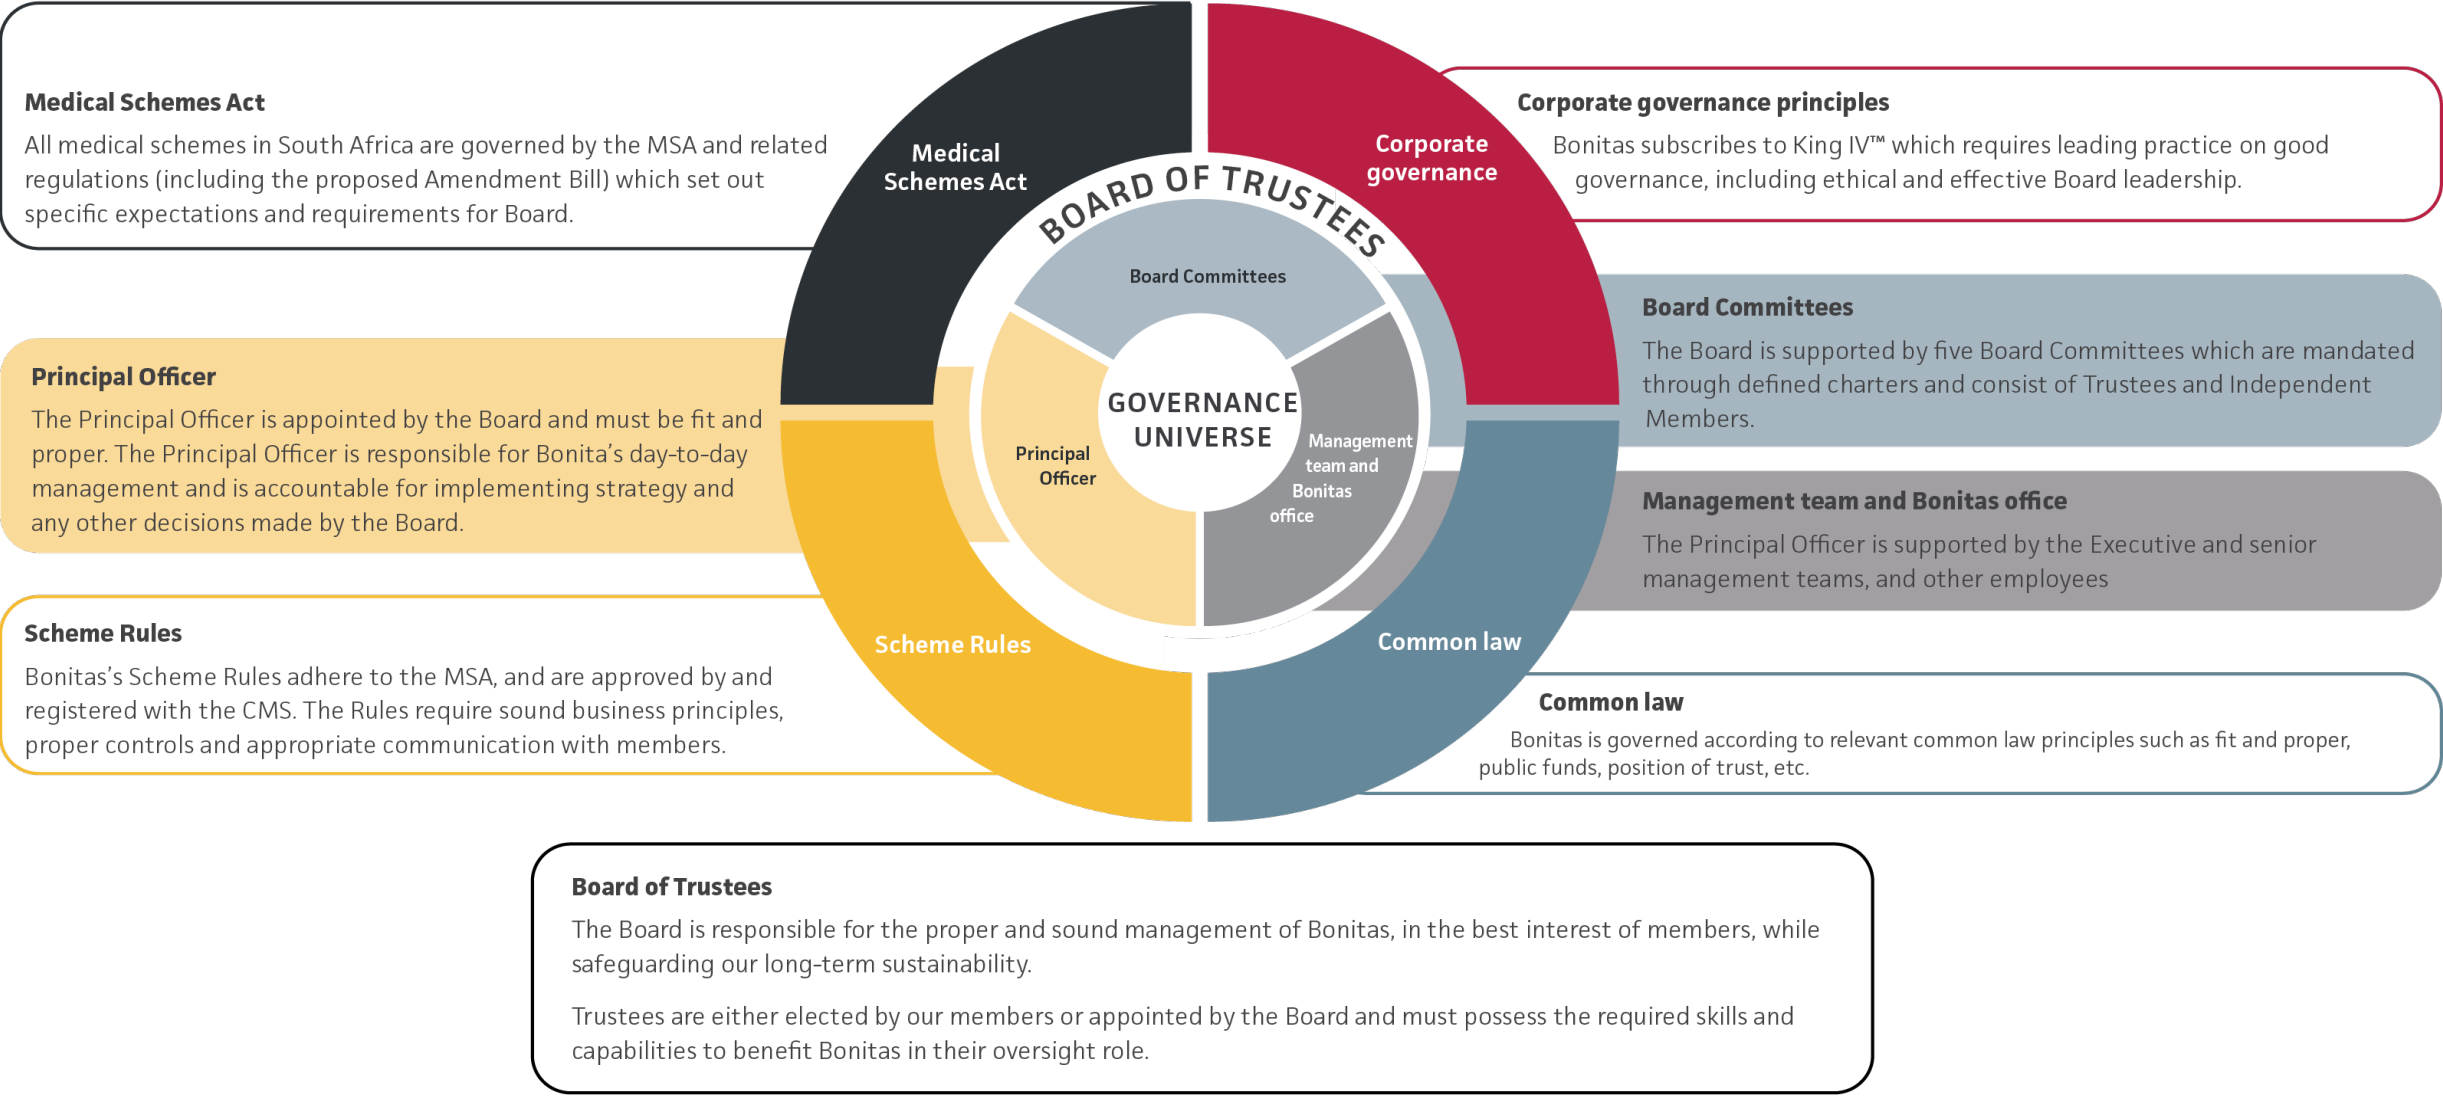 Medical Schemes Act
All medical schemes in South Africa are governed by the MSA and related
regulations (including the proposed Amendment Bill) which set out
specific expectations and requirements for Board.
Principal Officer
The Principal Officer is appointed by the Board and must be fit and
proper. The Principal Officer is responsible for Bonita’s day-to-day
management and is accountable for implementing strategy and
any other decisions made by the Board.
Scheme Rules
Bonitas’s Scheme Rules adhere to the MSA, and are approved by and
registered with the CMS. The Rules require sound business principles,
proper controls and appropriate communication with members.
Medical
Schemes Act
Corporate
governance
BOARD OF TRUSTEES
Board Committees
GOVERNANCE
UNIVERSE
Principal
Officer
Management
team and
Bonitas
office
Scheme Rules
Common law
Corporate governance principles
Bonitas subscribes to King IV™ which requires leading practice on good
governance, including ethical and effective Board leadership.
Board Committees
The Board is supported by five Board Committees which are mandated
through defined charters and consist of Trustees and Independent
Members.
Management team and Bonitas office
The Principal Officer is supported by the Executive and senior
management teams, and other employees
Common law
Bonitas is governed according to relevant common law principles such as fit and proper,
public funds, position of trust, etc.
Board of Trustees
The Board is responsible for the proper and sound management of Bonitas, in the best interest of members, while
safeguarding our long-term sustainability.
Trustees are either elected by our members or appointed by the Board and must possess the required skills and
capabilities to benefit Bonitas in their oversight role.